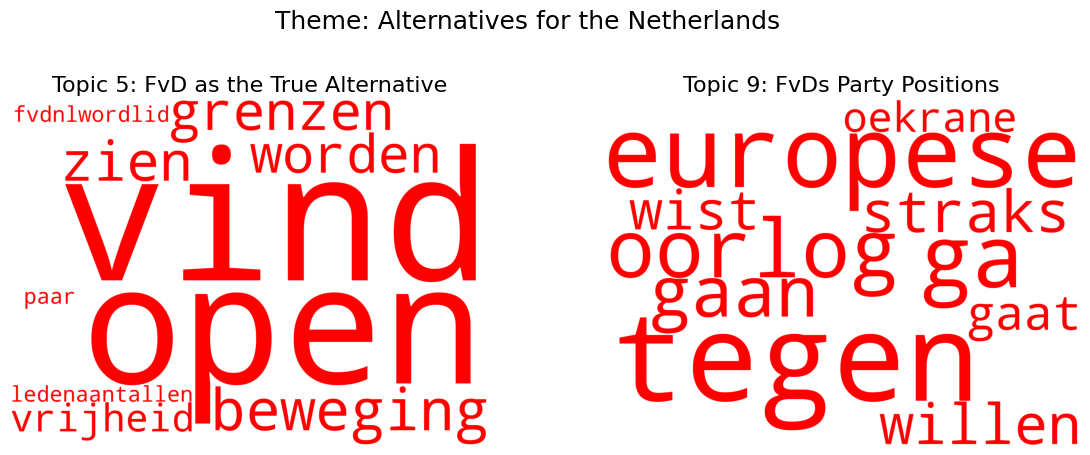 Theme: Alternatives for the Netherlands
Topic 5: FvD as the True Alternative
fvdnlwordlid
grenzen
zien
worden
vind
open
paar
ledenaantallen
vrijheid
beweging
Topic 9: FvDs Party Positions
oekrane
europese
wist
straks
oorlog
ga
gaan
gaat
tegen
willen